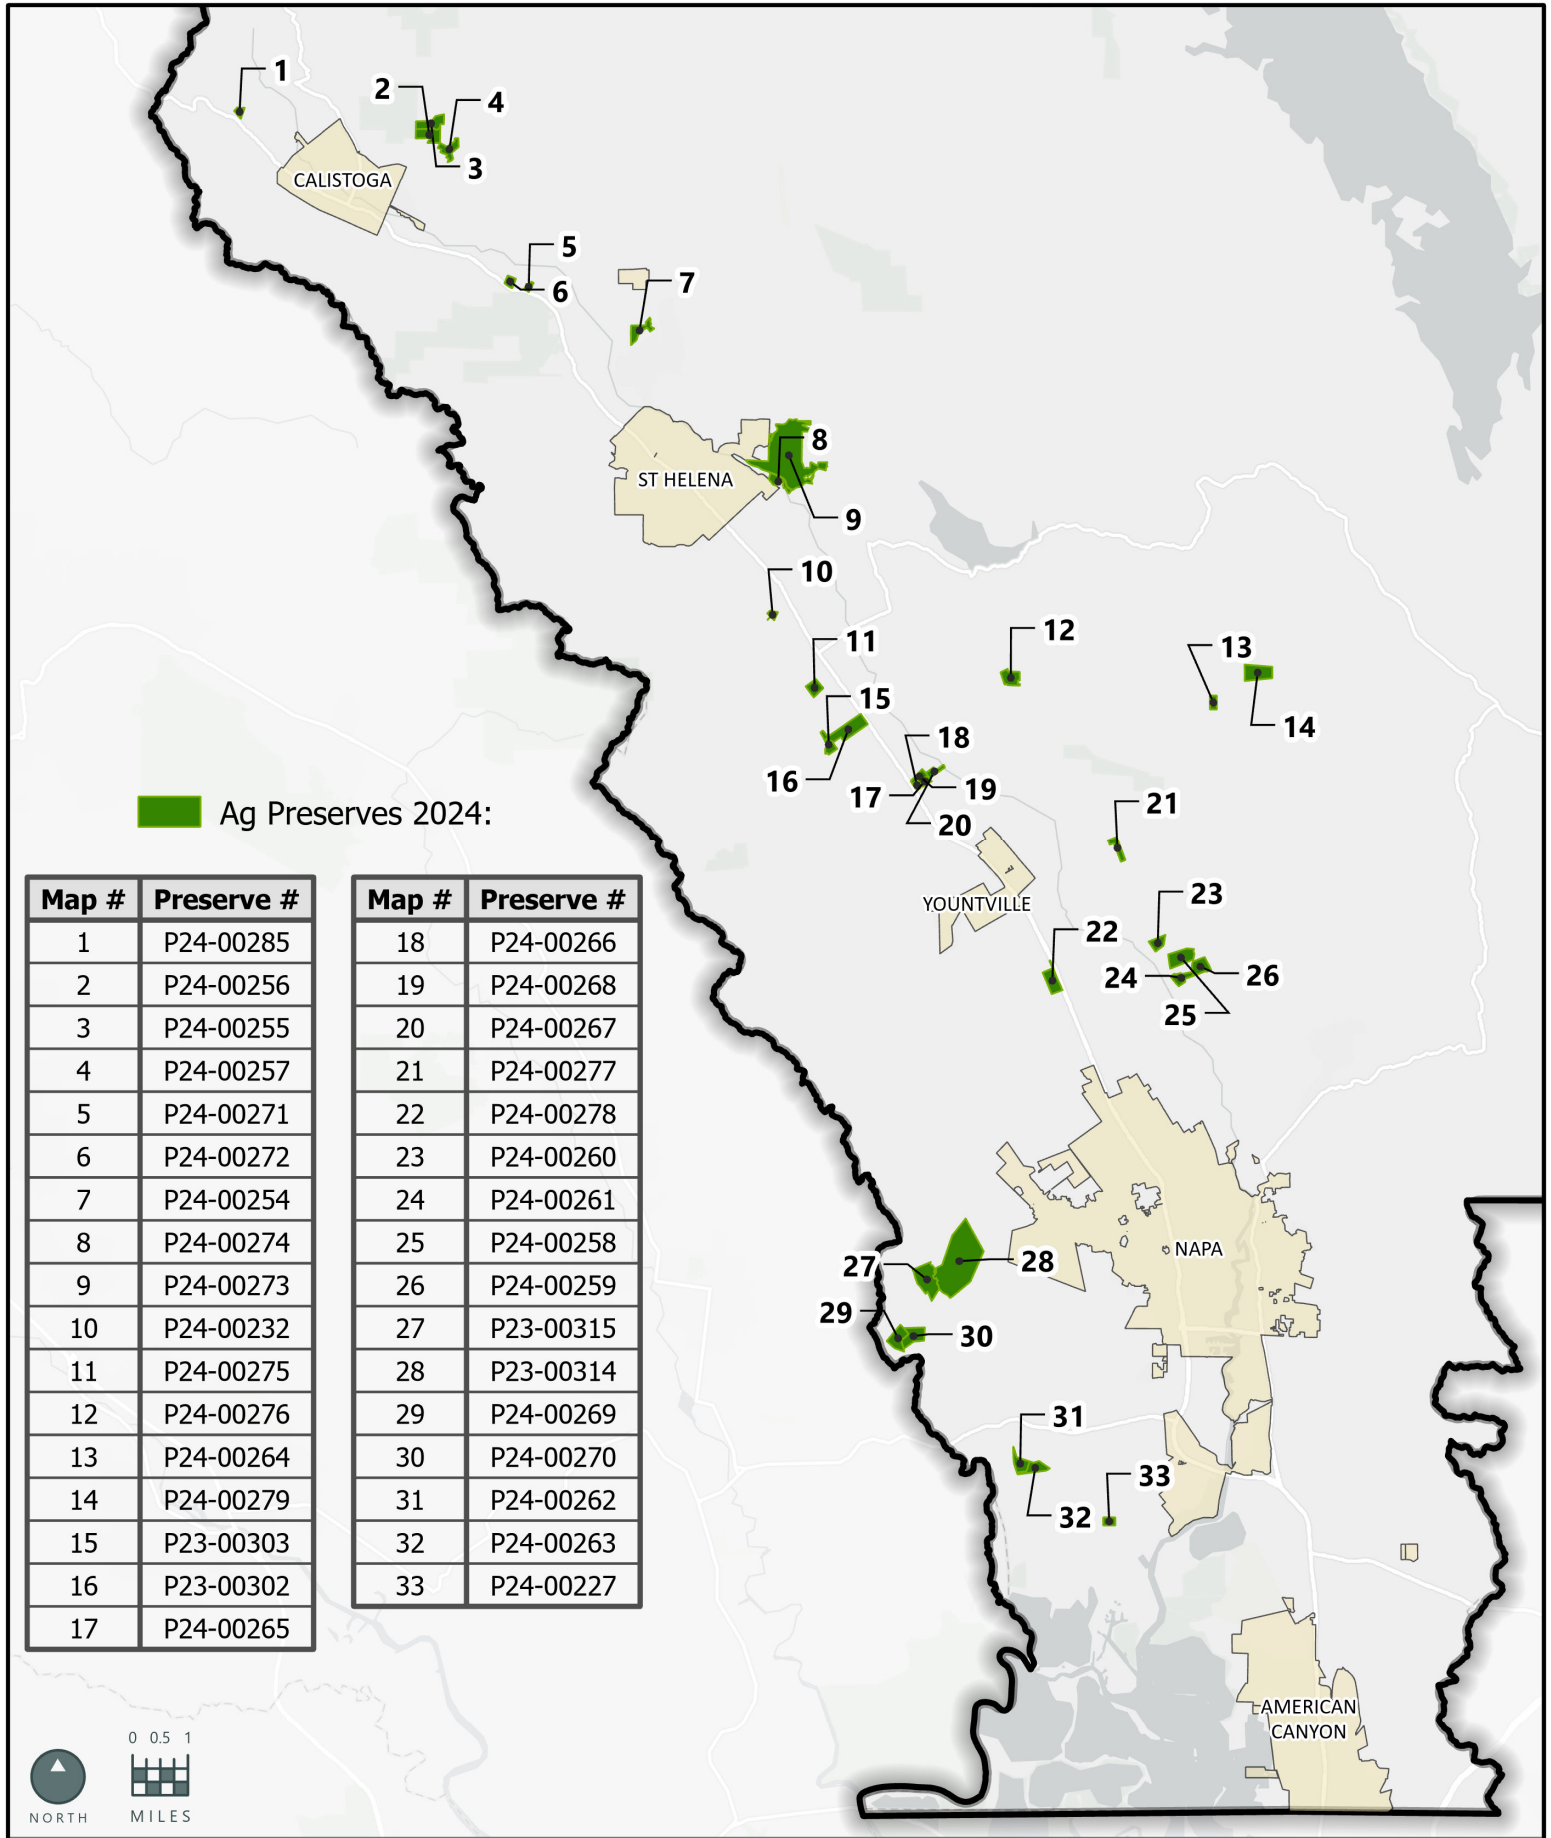 1
2
4
3
CALISTOGA
5
6
7
8
ST HELENA
9
10
11
12
13
15
14
18
16
17
19
20
21
Ag Preserves 2024:
YOUNTVILLE
23
22
24
26
25
Map # Preserve #
1 P24-00285
2 P24-00256
3 P24-00255
4 P24-00257
5 P24-00271
6 P24-00272
7 P24-00254
8 P24-00274
9 P24-00273
10 P24-00232
11 P24-00275
12 P24-00276
13 P24-00264
14 P24-00279
15 P23-00303
16 P23-00302
17 P24-00265
Map # Preserve #
18 P24-00266
19 P24-00268
20 P24-00267
21 P24-00277
22 P24-00278
23 P24-00260
24 P24-00261
25 P24-00258
26 P24-00259
27 P23-00315
28 P23-00314
29 P24-00269
30 P24-00270
31 P24-00262
32 P24-00263
33 P24-00227
NAPA
27
28
29
30
31
33
32
AMERICAN
CANYON
0 0.5 1
NORTH
MILES